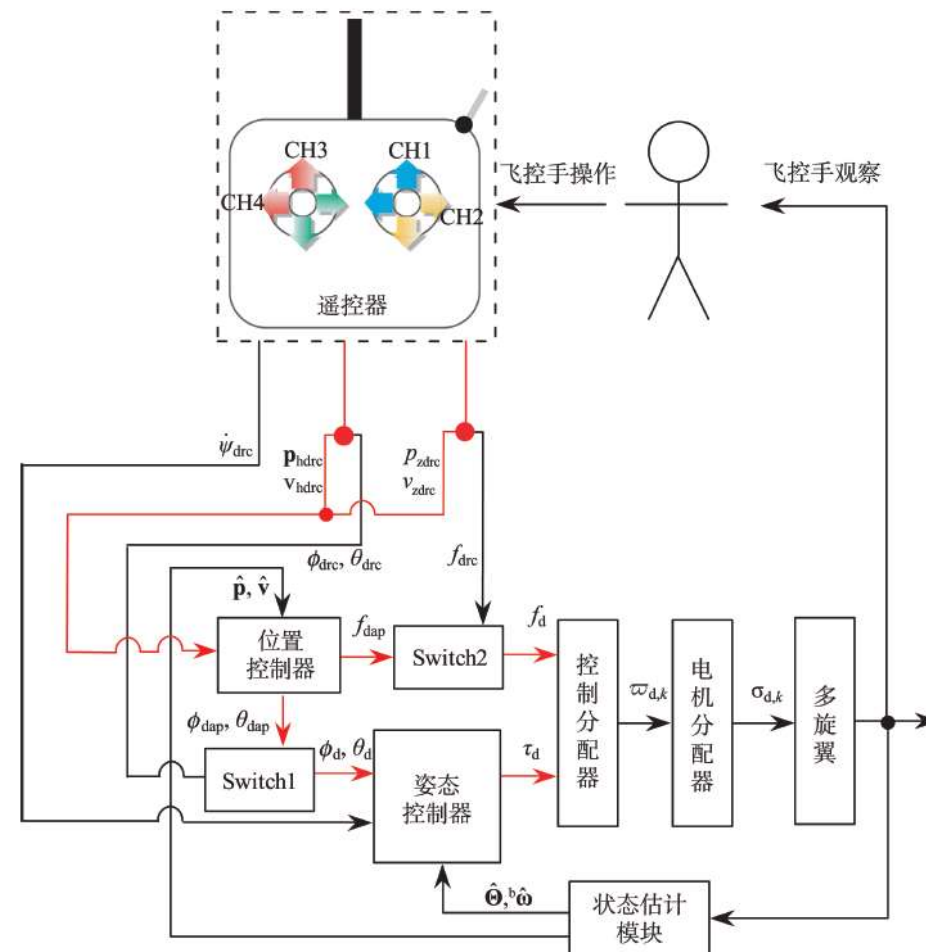 CH3
CH1
CH4
CH2
遥控器
飞控手操作
飞控手观察
ψ̇drc
phdrc
vhdrc
pzdrc
vzdrc
ϕdrc, θdrc
fdrc
p̂, v̂
位置
控制器
fdap
Switch2
fd
控制分配器
ϖd,k
电机分配器
σd,k
多旋翼
ϕdap, θdap
Switch1
ϕd, θd
姿态
控制器
τd
Θ̂, bω̂
状态估计
模块